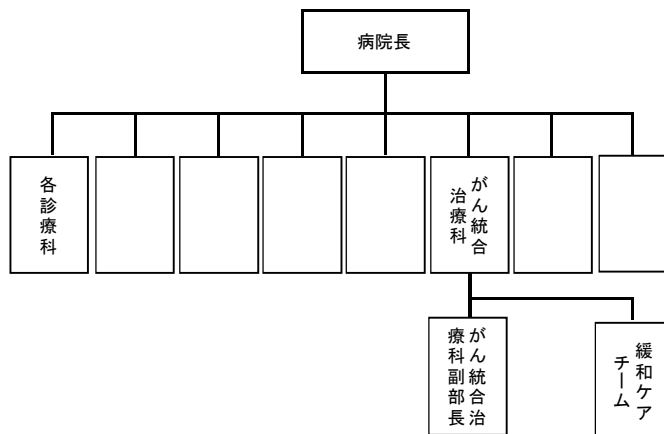 病院長
各診療科
がん統合
治療科
がん統合治
療科副部長
緩和ケア
チーム